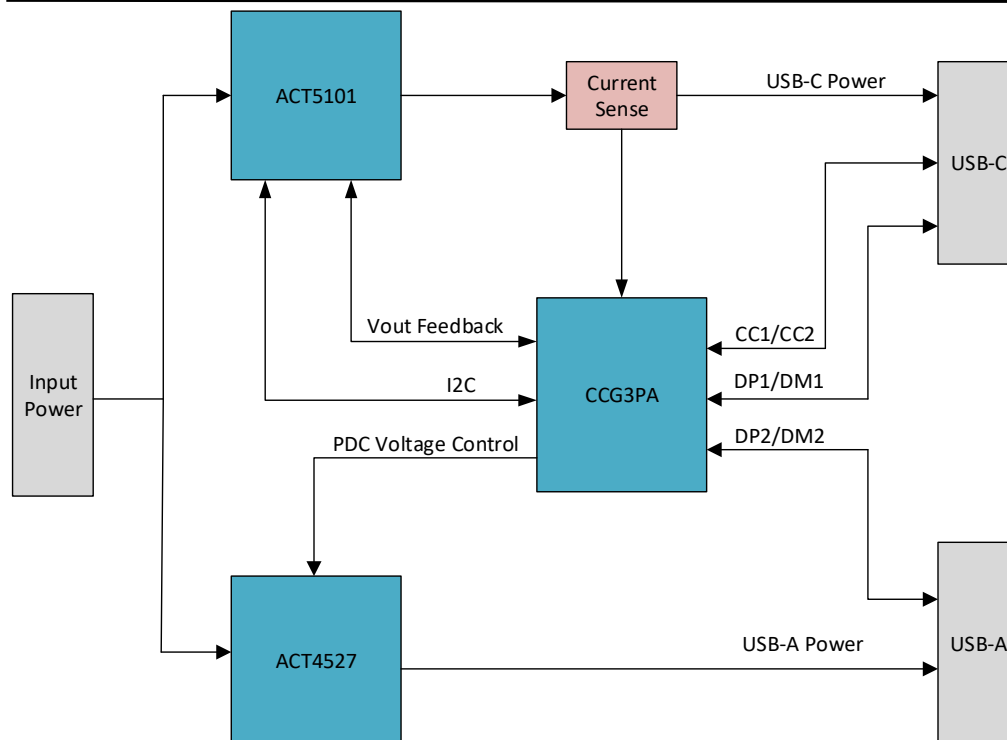 ACT5101
Current
Sense
USB-C Power
USB-C
Vout Feedback
CC1/CC2
Input
Power
I2C
CCG3PA
DP1/DM1
PDC Voltage Control
DP2/DM2
ACT4527
USB-A Power
USB-A